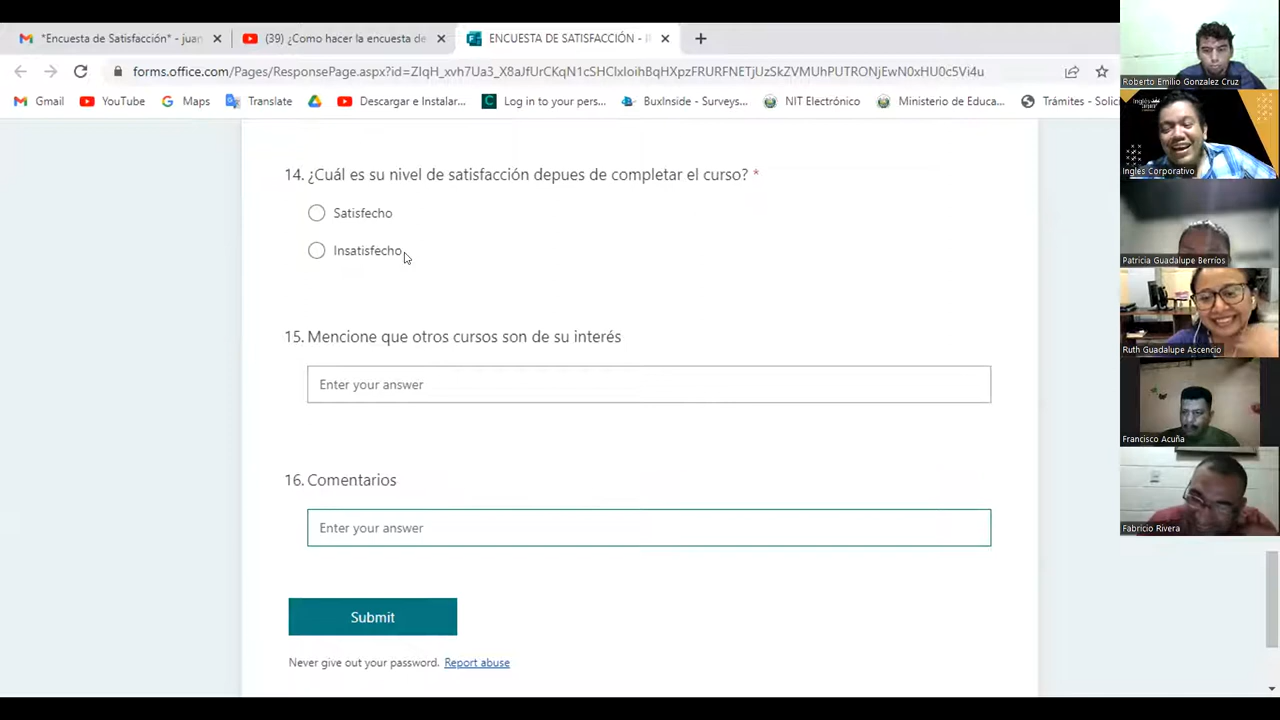 *Encuesta de Satisfacción* - juan
(39) ¿Como hacer la encuesta de
ENCUESTA DE SATISFACCIÓN -
forms.office.com/Pages/ResponsePage.aspx?id=ZIqH_xvh7Ua3_X8aJfUrCKqN1cSHClxIoihBqHXpzFRURFNETjUzSkZVMUhPUTRONjEwN0xHU0c5Vi4u
Gmail
YouTube
Maps
Translate
Descargar e Instalar...
Log in to your pers...
BuxInside - Surveys...
NIT Electrónico
Ministerio de Educa...
Trámites - Solici
14. ¿Cuál es su nivel de satisfacción depues de completar el curso? *
Satisfecho
Insatisfecho
15. Mencione que otros cursos son de su interés
Enter your answer
16. Comentarios
Enter your answer
Submit
Never give out your password. Report abuse
Roberto Emilio Gonzalez Cruz
Ingles Corporativo
Patricia Guadalupe Berríos
Ruth Guadalupe Ascencio
Francisco Acuña
Fabricio Rivera